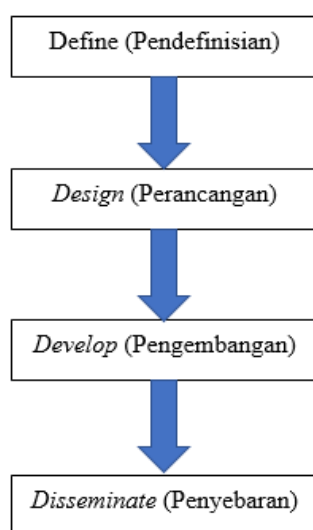 Define (Pendefinisian)
Design (Perancangan)
Develop (Pengembangan)
Disseminate (Penyebaran)